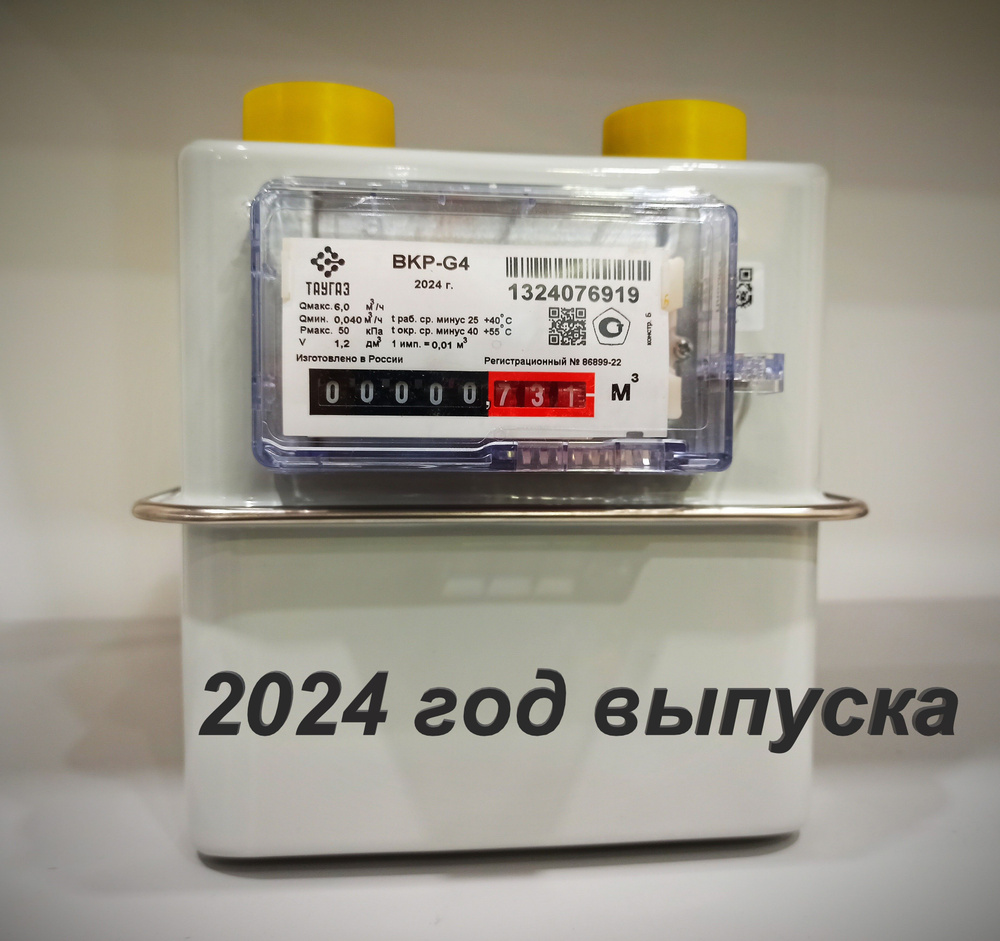 ТАУГАЗ
ВКР-G4
2024 г.
1324076919
Qмакс. 6,0 м³/ч
Qмин. 0,040 м³/ч t раб. ср. минус 25 +40°С
Рмакс. 50 кПа t окр. ср. минус 40 +55°С
V 1,2 дм³ 1 имп. = 0,01 м³
констр. Б
Изготовлено в России Регистрационный № 86899-22
00000,731 м³
2024 год выпуска